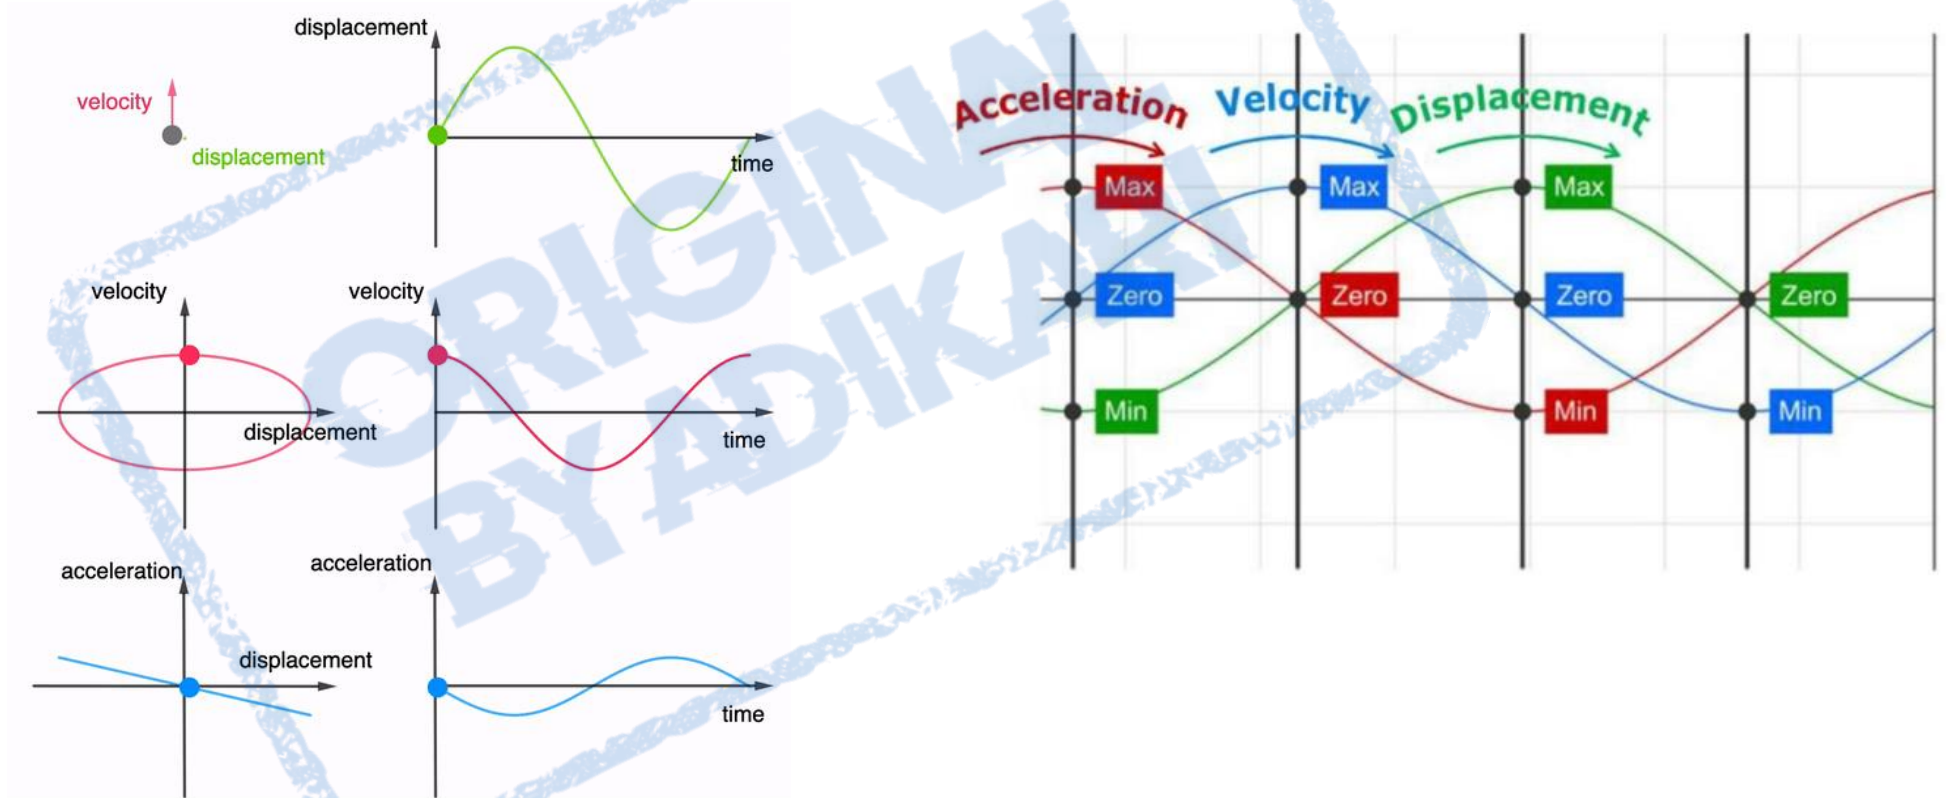 displacement
velocity
displacement
time
velocity
velocity
displacement
time
acceleration
acceleration
displacement
time
Acceleration Velocity Displacement
Max Max Max
Zero Zero Zero Zero
Min Min Min
ORIGINAL
BY ADIKARI